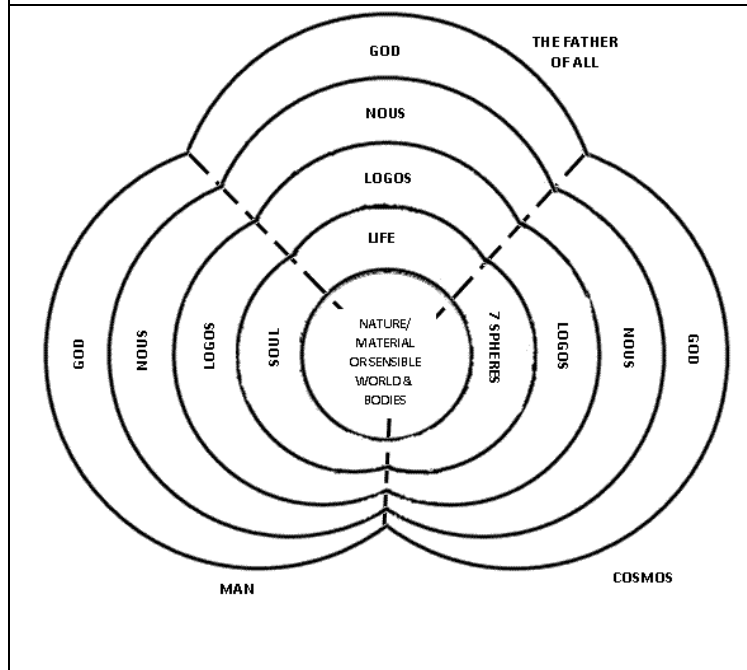 GOD
THE FATHER
OF ALL
NOUS
LOGOS
LIFE
GOD
NOUS
LOGOS
SOUL
NATURE/
MATERIAL
OR SENSIBLE
WORLD &
BODIES
7 SPHERES
LOGOS
NOUS
GOD
MAN
COSMOS